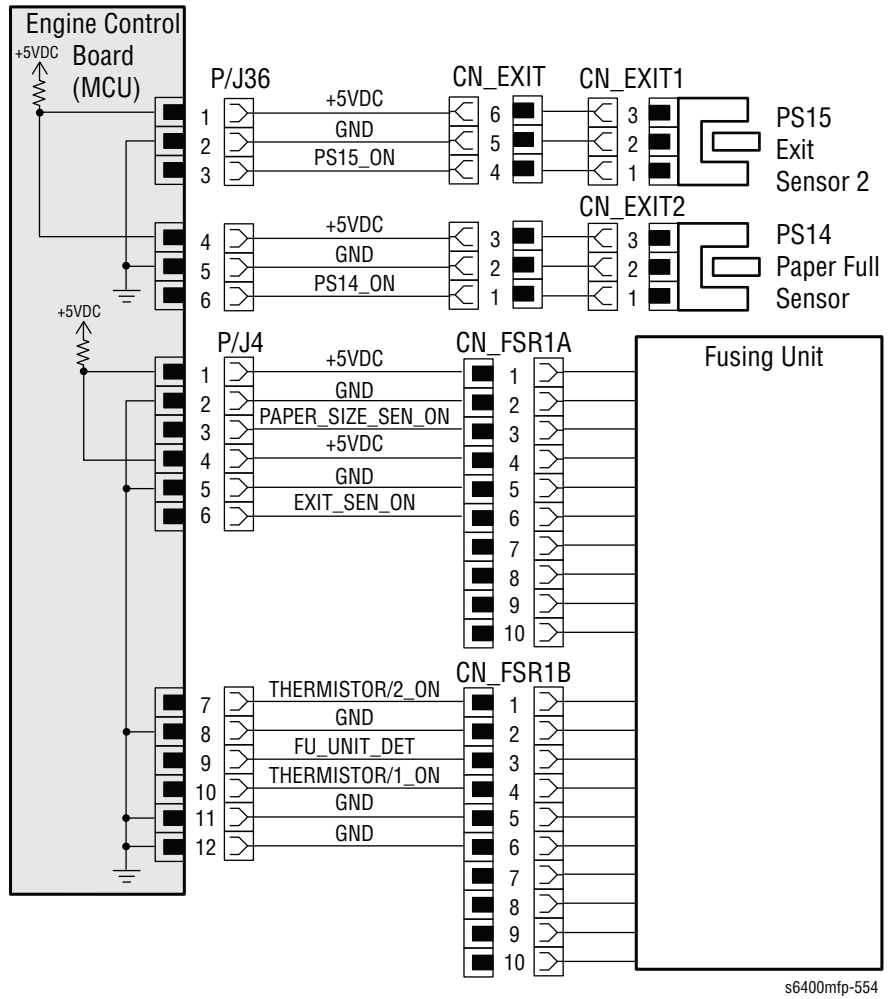 Engine Control
Board
(MCU)
+5VDC
P/J36
CN_EXIT
CN_EXIT1
1 +5VDC 6 3
2 GND 5 2
3 PS15_ON 4 1
PS15
Exit
Sensor 2
CN_EXIT2
4 +5VDC 3 3
5 GND 2 2
6 PS14_ON 1 1
PS14
Paper Full
Sensor
+5VDC
P/J4
CN_FSR1A
Fusing Unit
1 +5VDC 1
2 GND 2
3 PAPER_SIZE_SEN_ON 3
4 +5VDC 4
5 GND 5
6 EXIT_SEN_ON 6
7
8
9
10
CN_FSR1B
7 THERMISTOR/2_ON 1
8 GND 2
9 FU_UNIT_DET 3
10 THERMISTOR/1_ON 4
11 GND 5
12 GND 6
7
8
9
10
s6400mfp-554